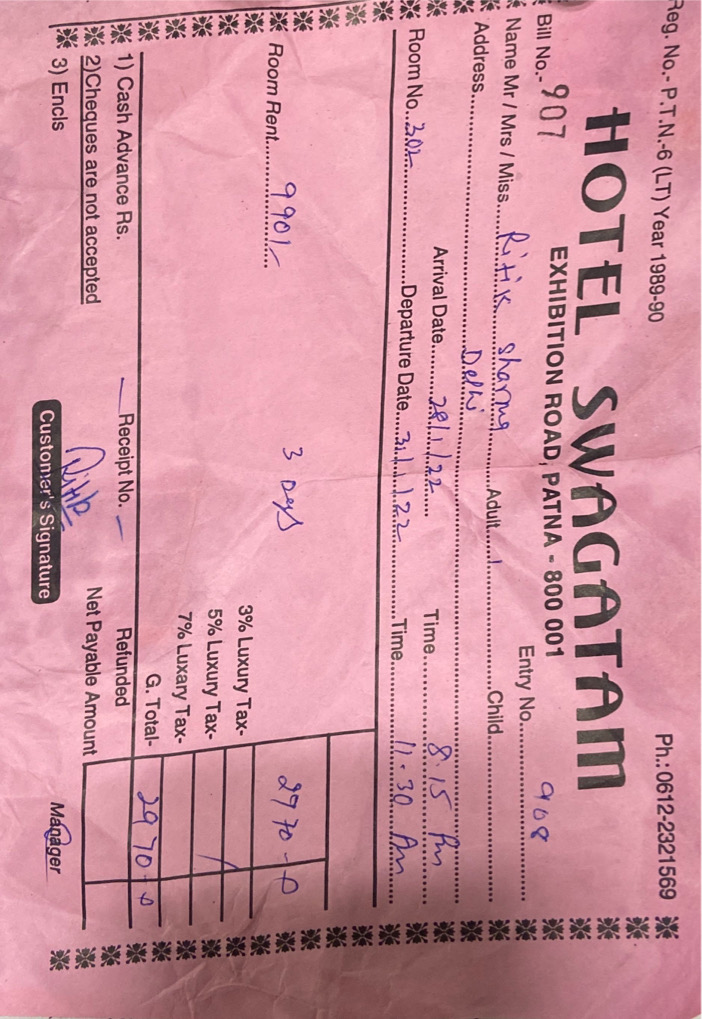 Reg. No.- P.T.N.-6 (LT) Year 1989-90 Ph.: 0612-2321569
HOTEL SWAGATAM
EXHIBITION ROAD, PATNA - 800 001
Bill No.- 907 Entry No. 908
Name Mr / Mrs / Miss Ritik Sharma Adult 1 Child
Address Delhi
Arrival Date 28/1/22 Time 8.15 Pm
Room No. 302 Departure Date 31/1/22 Time 11-30 Am
Room Rent 990/- 3 Days 2970-0
3% Luxury Tax-
5% Luxury Tax-
7% Luxary Tax-
G. Total- 2970-0
1) Cash Advance Rs. Receipt No. Refunded
2)Cheques are not accepted Net Payable Amount
3) Encls Ritik
Customer's Signature Manager